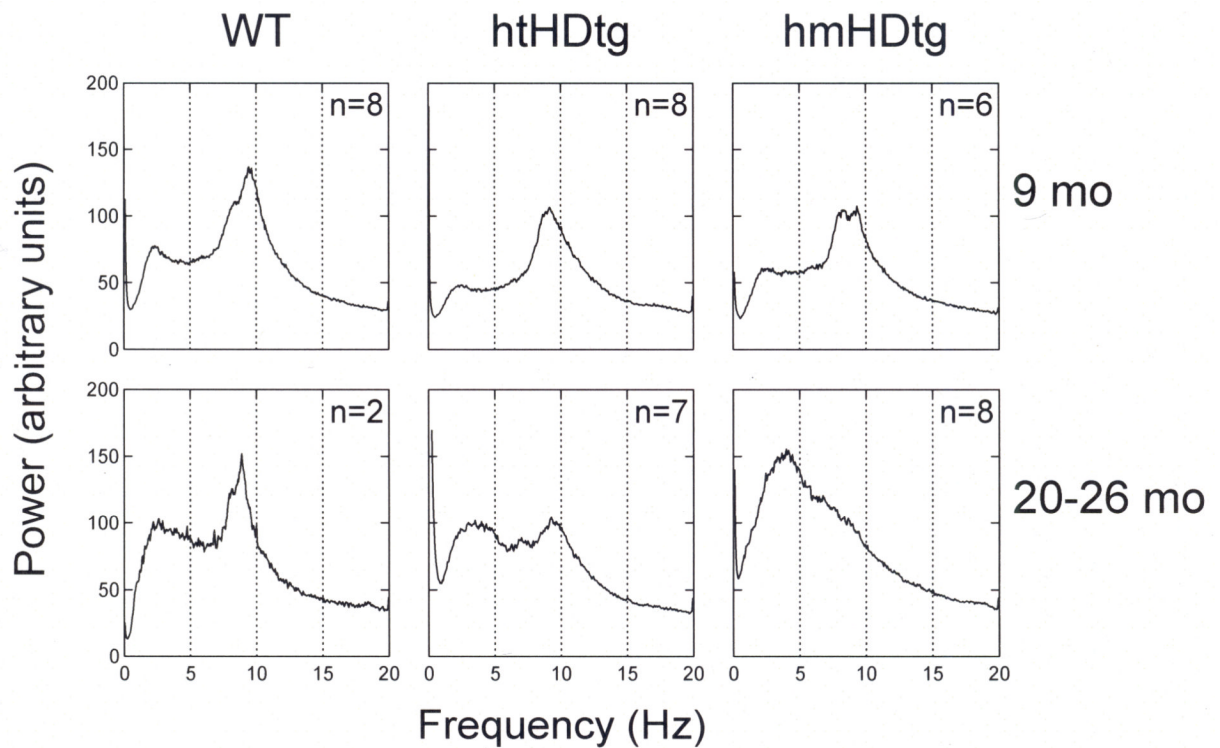 WT htHDtg hmHDtg
200 n=8 n=8 n=6
150
9 mo
100
50
0
Power (arbitrary units)
200 n=2 n=7 n=8
150
20-26 mo
100
50
0
0 5 10 15 20 0 5 10 15 20 0 5 10 15 20
Frequency (Hz)